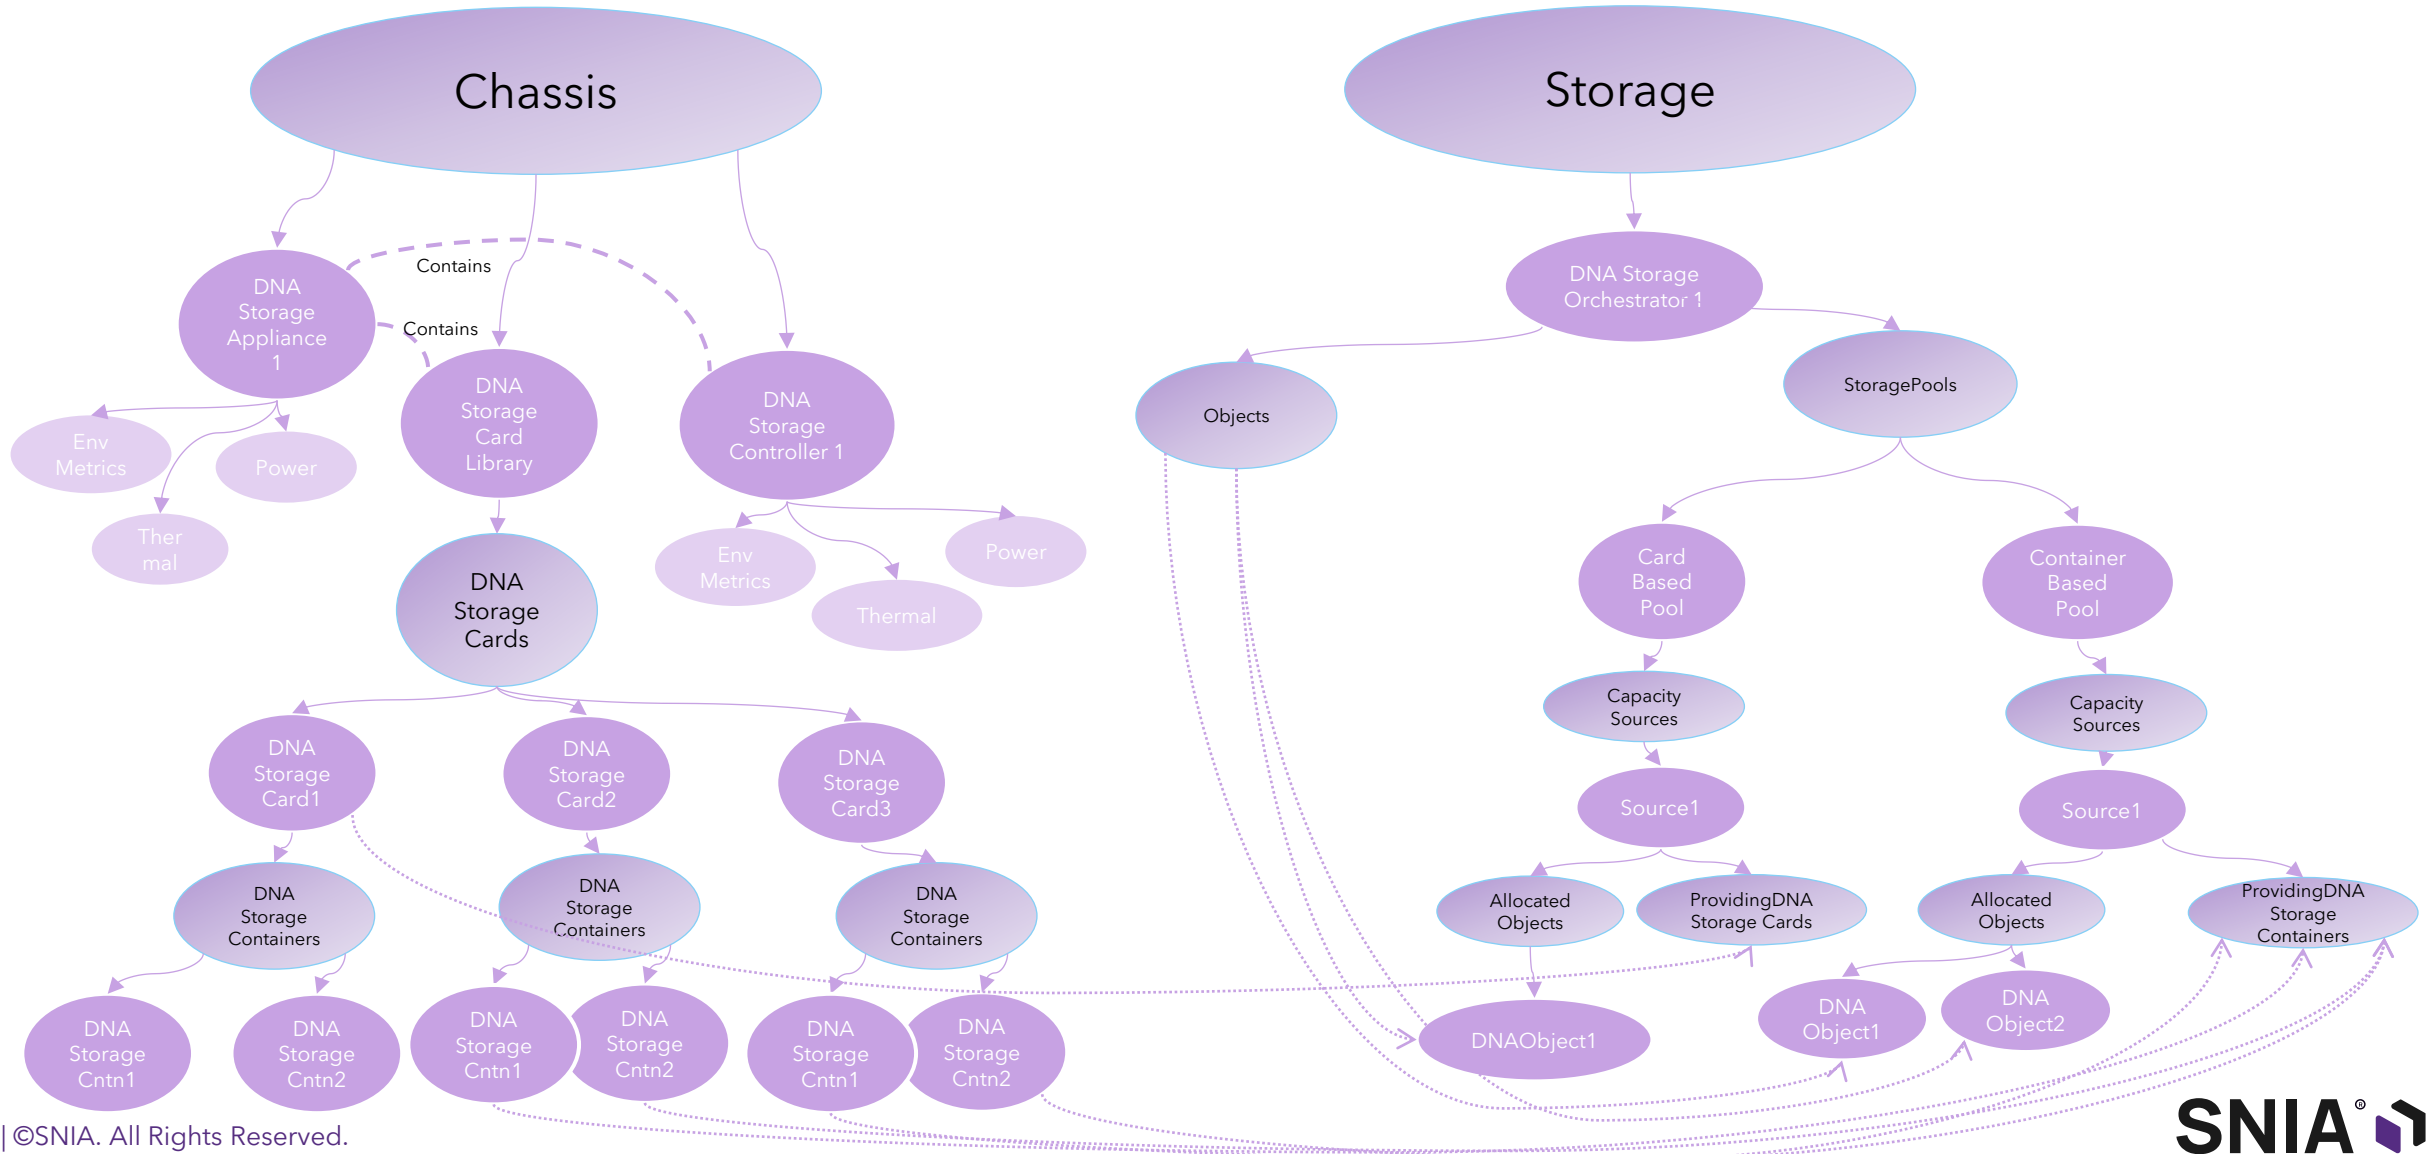 Chassis
Storage
Contains
Contains
DNA
Storage
Appliance
1
DNA
Storage
Card
Library
DNA
Storage
Controller 1
DNA Storage
Orchestrator 1
Objects
StoragePools
Env
Metrics
Power
Ther
mal
Env
Metrics
Thermal
Power
DNA
Storage
Cards
Card
Based
Pool
Container
Based
Pool
Capacity
Sources
Capacity
Sources
DNA
Storage
Card1
DNA
Storage
Card2
DNA
Storage
Card3
Source1
Source1
DNA
Storage
Containers
DNA
Storage
Containers
DNA
Storage
Containers
Allocated
Objects
ProvidingDNA
Storage Cards
Allocated
Objects
ProvidingDNA
Storage
Containers
DNA
Storage
Cntn1
DNA
Storage
Cntn2
DNA
Storage
Cntn1
DNA
Storage
Cntn2
DNA
Storage
Cntn1
DNA
Storage
Cntn2
DNAObject1
DNA
Object1
DNA
Object2
| ©SNIA. All Rights Reserved.
SNIA®